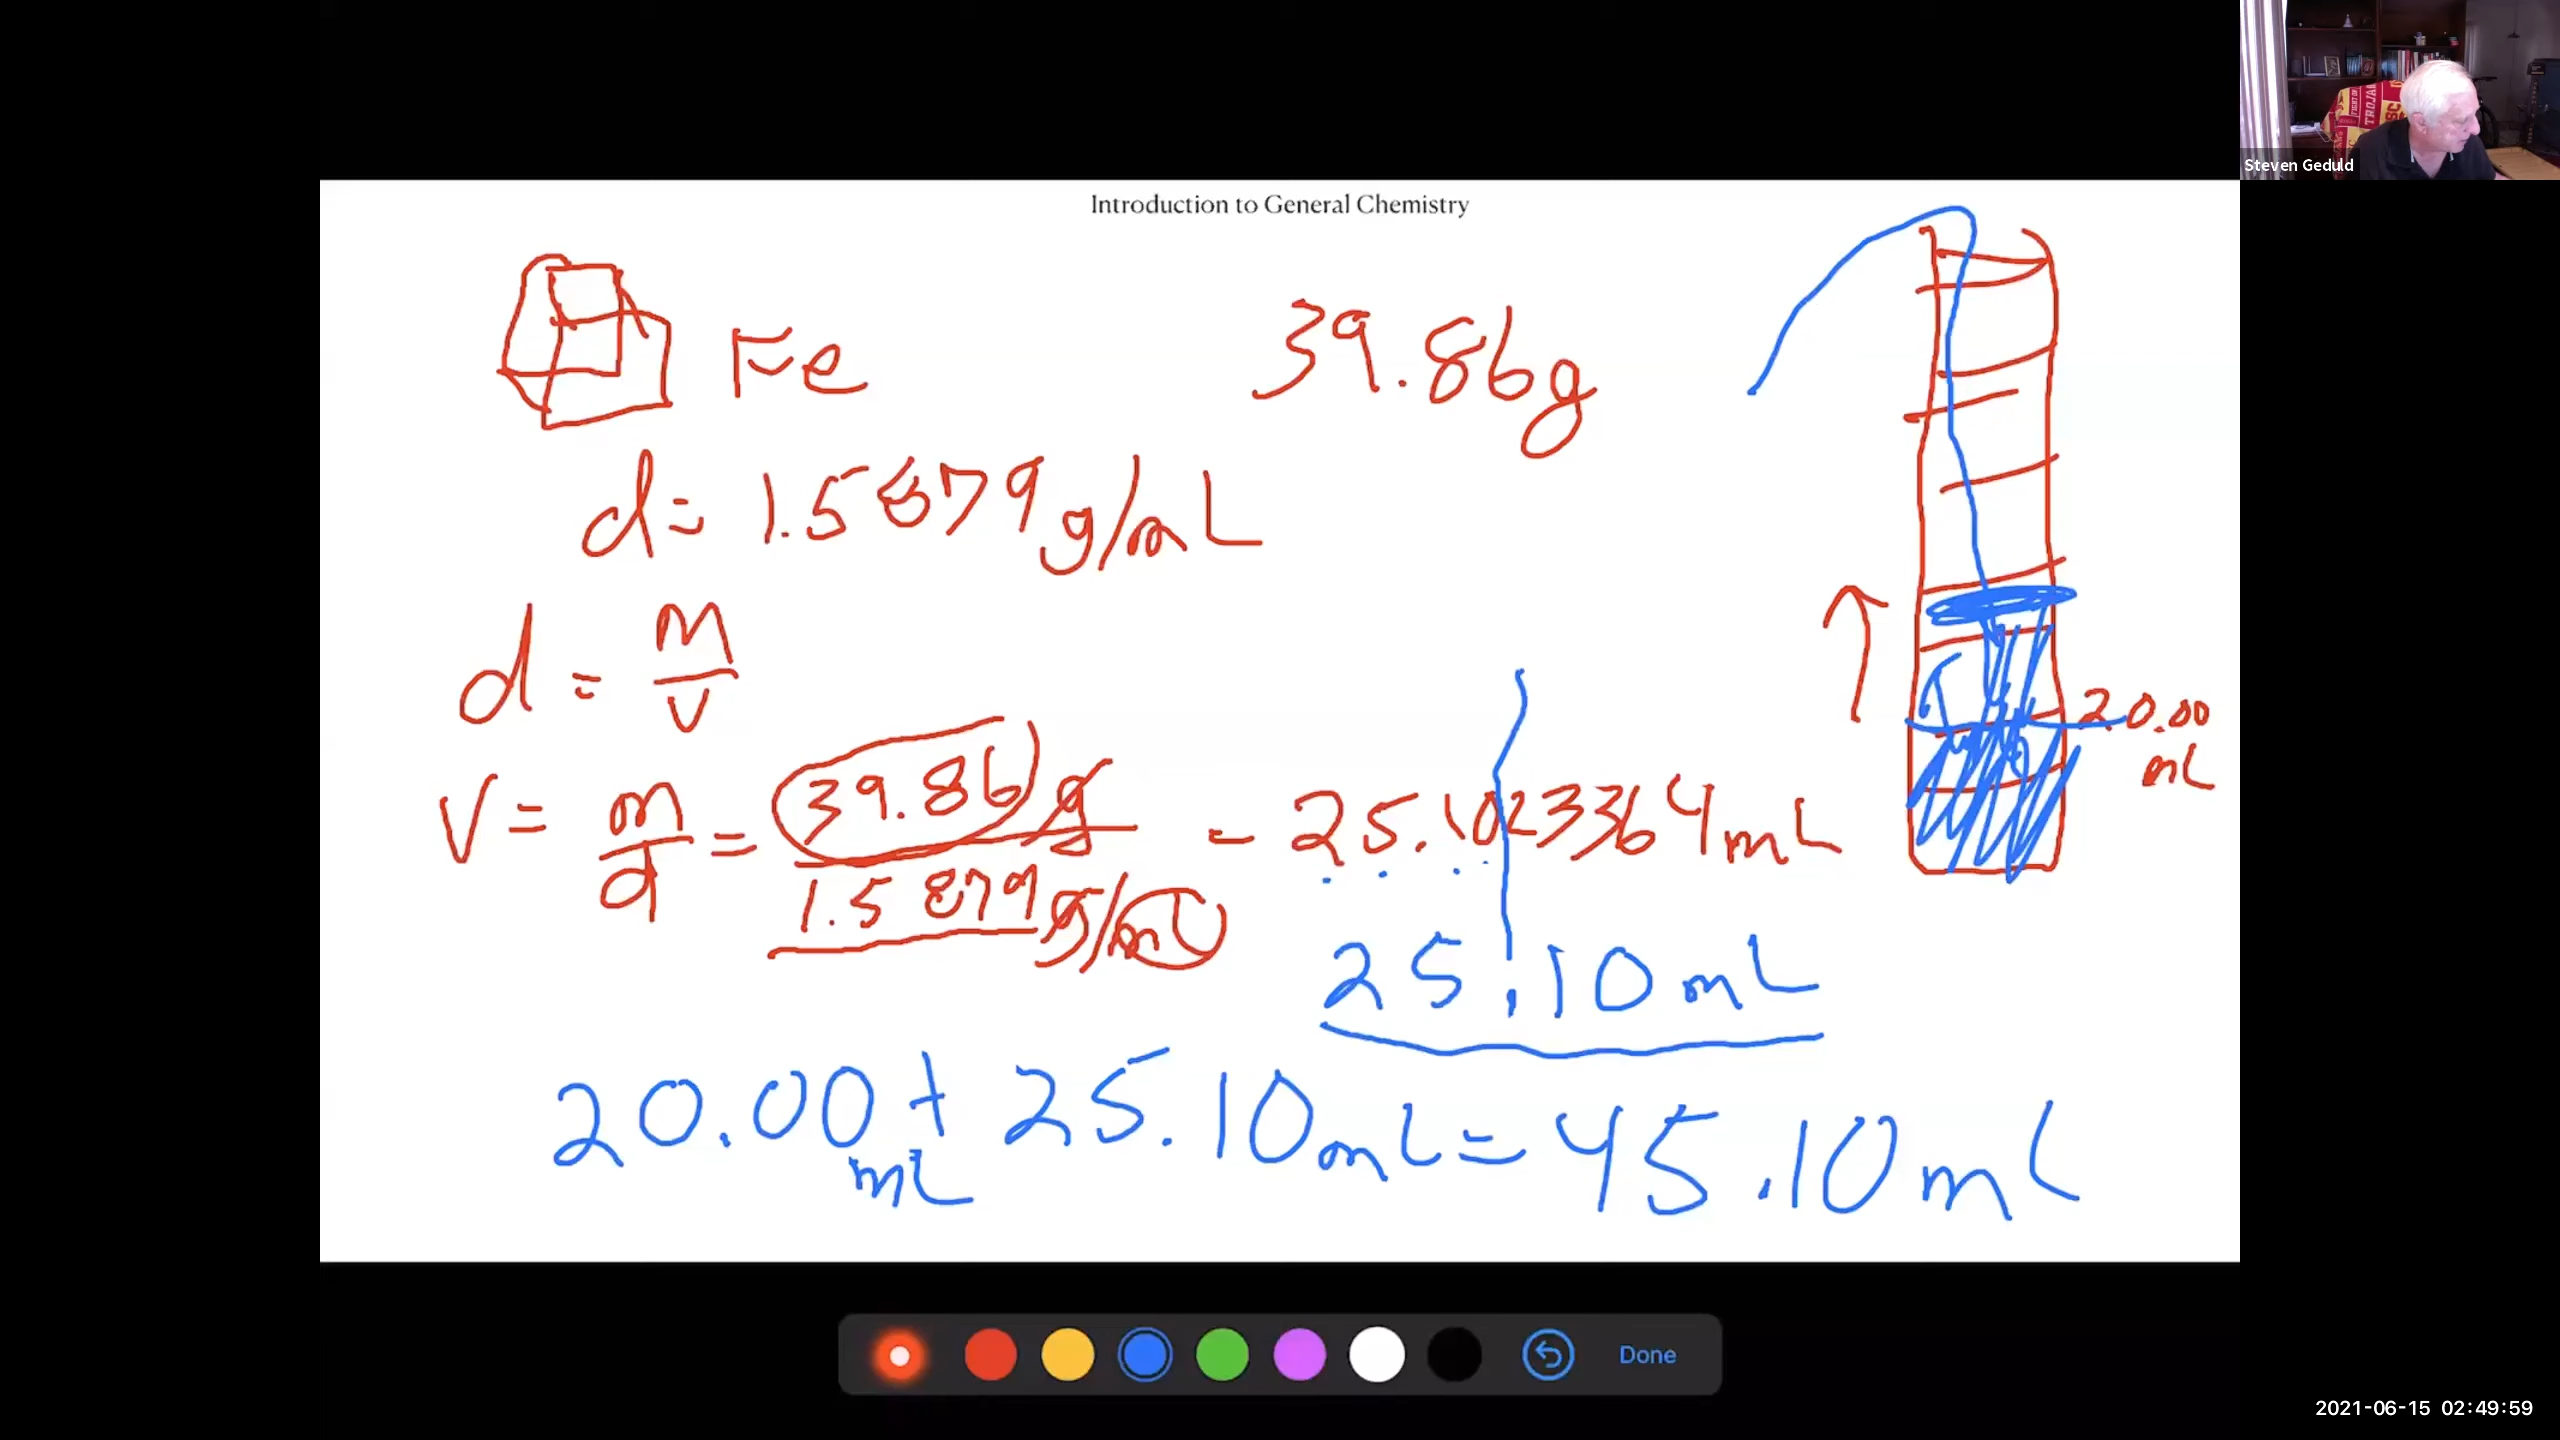 Steven Geduld
Introduction to General Chemistry
Fe 39.86g
d= 1.5879 g/mL
d = M/V
20.00 mL
V = m/d = 39.86 g / 1.5879 g/mL = 25.1023364 mL
25.10 mL
20.00 mL + 25.10 mL = 45.10 mL
Done
2021-06-15 02:49:59